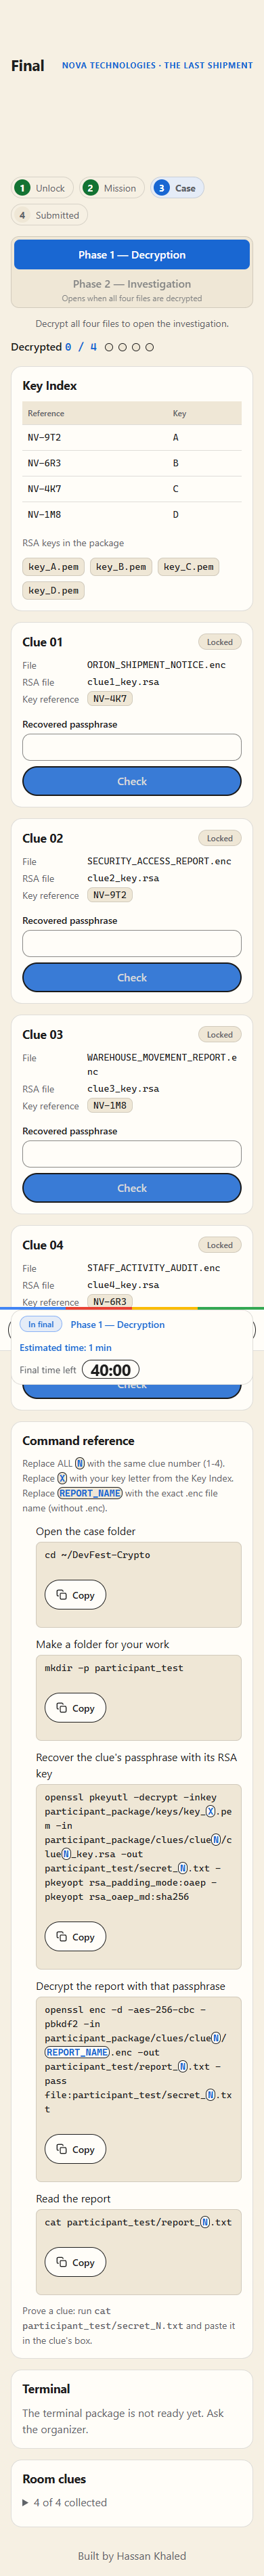 Final
NOVA TECHNOLOGIES · THE LAST SHIPMENT
1 Unlock
2 Mission
3 Case
4 Submitted
Phase 1 — Decryption
Phase 2 — Investigation
Opens when all four files are decrypted
Decrypt all four files to open the investigation.
Decrypted 0 / 4
Key Index
Reference Key
NV-9T2 A
NV-6R3 B
NV-4K7 C
NV-1M8 D
RSA keys in the package
key_A.pem key_B.pem key_C.pem
key_D.pem
Clue 01 Locked
File ORION_SHIPMENT_NOTICE.enc
RSA file clue1_key.rsa
Key reference NV-4K7
Recovered passphrase
Check
Clue 02 Locked
File SECURITY_ACCESS_REPORT.enc
RSA file clue2_key.rsa
Key reference NV-9T2
Recovered passphrase
Check
Clue 03 Locked
File WAREHOUSE_MOVEMENT_REPORT.e
nc
RSA file clue3_key.rsa
Key reference NV-1M8
Recovered passphrase
Check
Clue 04 Locked
File STAFF_ACTIVITY_AUDIT.enc
RSA file clue4_key.rsa
Key reference NV-6R3
In final Phase 1 — Decryption
Estimated time: 1 min
Final time left 40:00
Check
Command reference
Replace ALL N with the same clue number (1-4).
Replace X with your key letter from the Key Index.
Replace REPORT_NAME with the exact .enc file
name (without .enc).
Open the case folder
cd ~/DevFest-Crypto
Copy
Make a folder for your work
mkdir -p participant_test
Copy
Recover the clue's passphrase with its RSA
key
openssl pkeyutl -decrypt -inkey
participant_package/keys/key_X.pe
m -in
participant_package/clues/clueN/c
lueN_key.rsa -out
participant_test/secret_N.txt -
pkeyopt rsa_padding_mode:oaep -
pkeyopt rsa_oaep_md:sha256
Copy
Decrypt the report with that passphrase
openssl enc -d -aes-256-cbc -
pbkdf2 -in
participant_package/clues/clueN/
REPORT_NAME.enc -out
participant_test/report_N.txt -
pass
file:participant_test/secret_N.tx
t
Copy
Read the report
cat participant_test/report_N.txt
Copy
Prove a clue: run cat
participant_test/secret_N.txt and paste it
in the clue's box.
Terminal
The terminal package is not ready yet. Ask
the organizer.
Room clues
4 of 4 collected
Built by Hassan Khaled